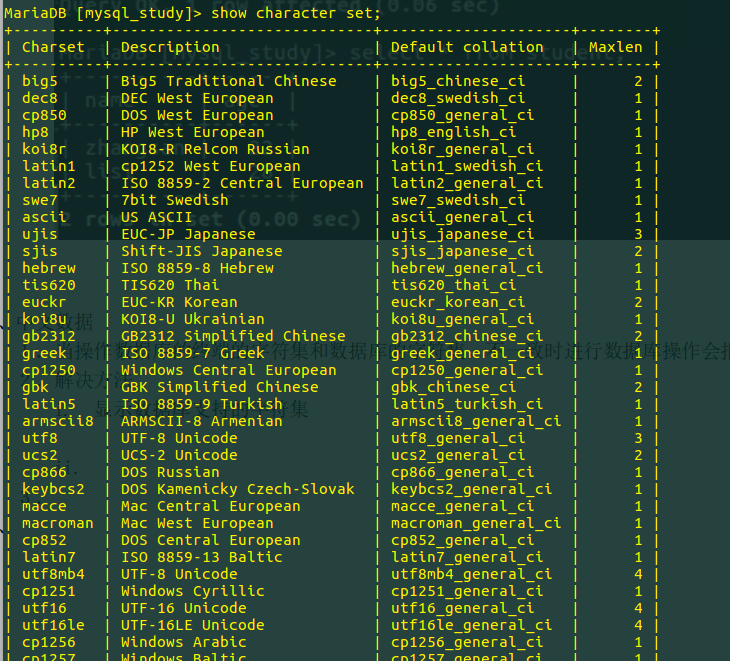 MariaDB [mysql_study]> show character set;
+----------+-----------------------------+---------------------+--------+
| Charset | Description | Default collation | Maxlen |
+----------+-----------------------------+---------------------+--------+
| big5 | Big5 Traditional Chinese | big5_chinese_ci | 2 |
| dec8 | DEC West European | dec8_swedish_ci | 1 |
| cp850 | DOS West European | cp850_general_ci | 1 |
| hp8 | HP West European | hp8_english_ci | 1 |
| koi8r | KOI8-R Relcom Russian | koi8r_general_ci | 1 |
| latin1 | cp1252 West European | latin1_swedish_ci | 1 |
| latin2 | ISO 8859-2 Central European | latin2_general_ci | 1 |
| swe7 | 7bit Swedish | swe7_swedish_ci | 1 |
| ascii | US ASCII | ascii_general_ci | 1 |
| ujis | EUC-JP Japanese | ujis_japanese_ci | 3 |
| sjis | Shift-JIS Japanese | sjis_japanese_ci | 2 |
| hebrew | ISO 8859-8 Hebrew | hebrew_general_ci | 1 |
| tis620 | TIS620 Thai | tis620_thai_ci | 1 |
| euckr | EUC-KR Korean | euckr_korean_ci | 2 |
| koi8u | KOI8-U Ukrainian | koi8u_general_ci | 1 |
| gb2312 | GB2312 Simplified Chinese | gb2312_chinese_ci | 2 |
| greek | ISO 8859-7 Greek | greek_general_ci | 1 |
| cp1250 | Windows Central European | cp1250_general_ci | 1 |
| gbk | GBK Simplified Chinese | gbk_chinese_ci | 2 |
| latin5 | ISO 8859-9 Turkish | latin5_turkish_ci | 1 |
| armscii8 | ARMSCII-8 Armenian | armscii8_general_ci | 1 |
| utf8 | UTF-8 Unicode | utf8_general_ci | 3 |
| ucs2 | UCS-2 Unicode | ucs2_general_ci | 2 |
| cp866 | DOS Russian | cp866_general_ci | 1 |
| keybcs2 | DOS Kamenicky Czech-Slovak | keybcs2_general_ci | 1 |
| macce | Mac Central European | macce_general_ci | 1 |
| macroman | Mac West European | macroman_general_ci | 1 |
| cp852 | DOS Central European | cp852_general_ci | 1 |
| latin7 | ISO 8859-13 Baltic | latin7_general_ci | 1 |
| utf8mb4 | UTF-8 Unicode | utf8mb4_general_ci | 4 |
| cp1251 | Windows Cyrillic | cp1251_general_ci | 1 |
| utf16 | UTF-16 Unicode | utf16_general_ci | 4 |
| utf16le | UTF-16LE Unicode | utf16le_general_ci | 4 |
| cp1256 | Windows Arabic | cp1256_general_ci | 1 |
| cp1257 | Windows Baltic | cp1257_general_ci | 1 |